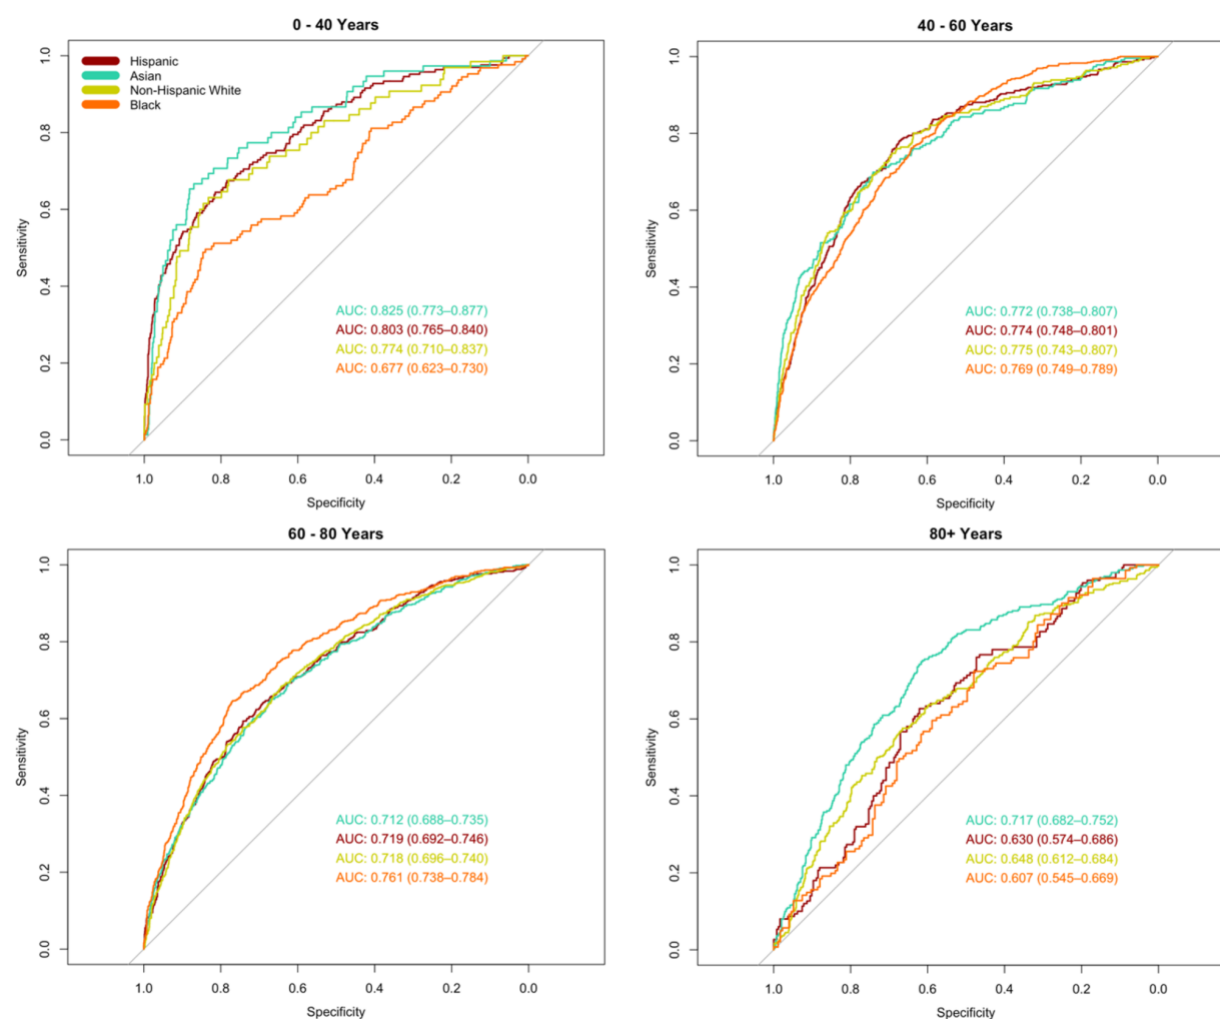 0 - 40 Years
Hispanic
Asian
Non-Hispanic White
Black
Sensitivity
1.0
0.8
0.6
0.4
0.2
0.0
AUC: 0.825 (0.773–0.877)
AUC: 0.803 (0.765–0.840)
AUC: 0.774 (0.710–0.837)
AUC: 0.677 (0.623–0.730)
1.0 0.8 0.6 0.4 0.2 0.0
Specificity
40 - 60 Years
Sensitivity
1.0
0.8
0.6
0.4
0.2
0.0
AUC: 0.772 (0.738–0.807)
AUC: 0.774 (0.748–0.801)
AUC: 0.775 (0.743–0.807)
AUC: 0.769 (0.749–0.789)
1.0 0.8 0.6 0.4 0.2 0.0
Specificity
60 - 80 Years
Sensitivity
1.0
0.8
0.6
0.4
0.2
0.0
AUC: 0.712 (0.688–0.735)
AUC: 0.719 (0.692–0.746)
AUC: 0.718 (0.696–0.740)
AUC: 0.761 (0.738–0.784)
1.0 0.8 0.6 0.4 0.2 0.0
Specificity
80+ Years
Sensitivity
1.0
0.8
0.6
0.4
0.2
0.0
AUC: 0.717 (0.682–0.752)
AUC: 0.630 (0.574–0.686)
AUC: 0.648 (0.612–0.684)
AUC: 0.607 (0.545–0.669)
1.0 0.8 0.6 0.4 0.2 0.0
Specificity